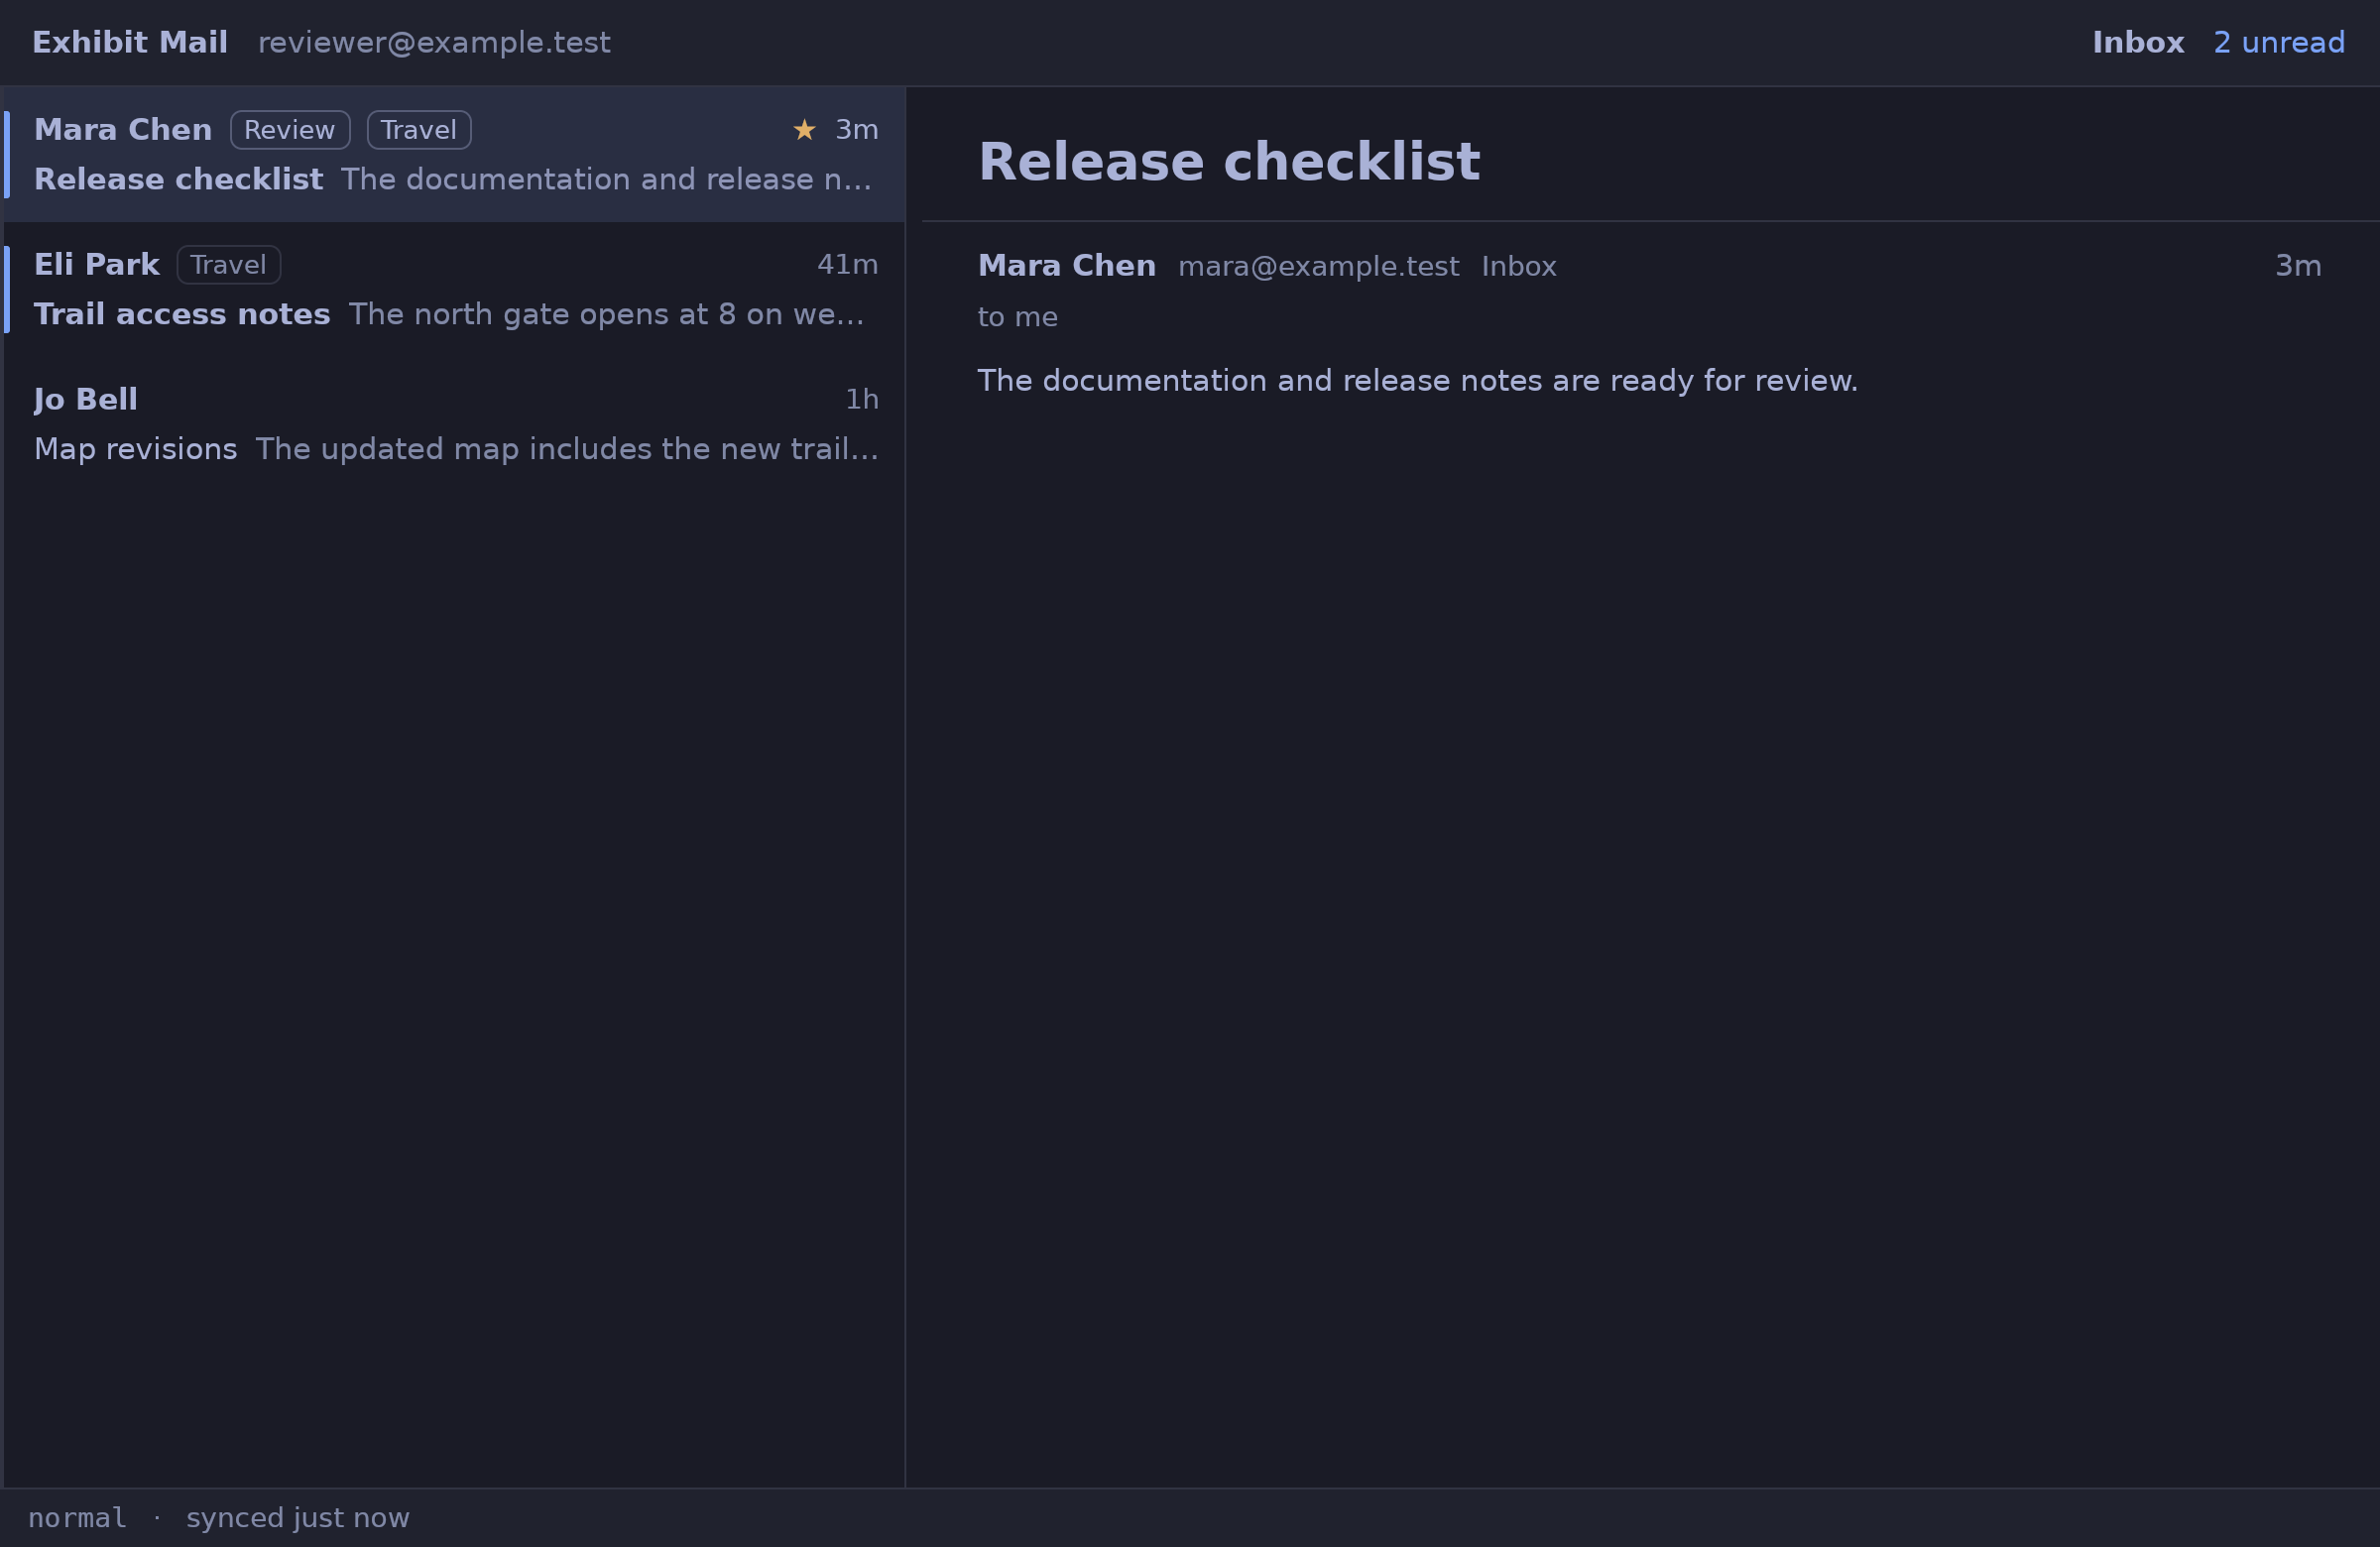 Exhibit Mail reviewer@example.test Inbox 2 unread
Mara Chen Review Travel ★ 3m
Release checklist The documentation and release n…
Eli Park Travel 41m
Trail access notes The north gate opens at 8 on we…
Jo Bell 1h
Map revisions The updated map includes the new trail…
Release checklist
Mara Chen mara@example.test Inbox 3m
to me
The documentation and release notes are ready for review.
normal · synced just now